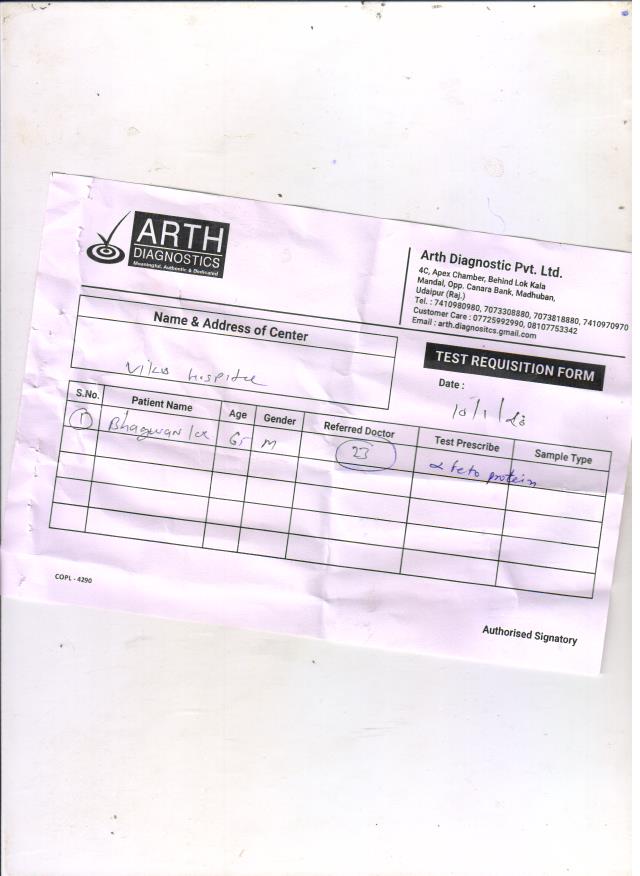 ARTH
DIAGNOSTICS
Meaningful, Authentic & Dedicated
Arth Diagnostic Pvt. Ltd.
4C, Apex Chamber, Behind Lok Kala
Mandal, Opp. Canara Bank, Madhuban,
Udaipur (Raj.)
Tel. : 7410980980, 7073308880, 7073818880, 7410970970
Customer Care : 07725992990, 08107753342
Email : arth.diagnositcs.gmail.com
Name & Address of Center
hospital
TEST REQUISITION FORM
Date :
10/1/23
S.No. Patient Name Age Gender Referred Doctor Test Prescribe Sample Type
1 Bhagwan lal 65 M 23 α feto protein
COPL - 4290
Authorised Signatory